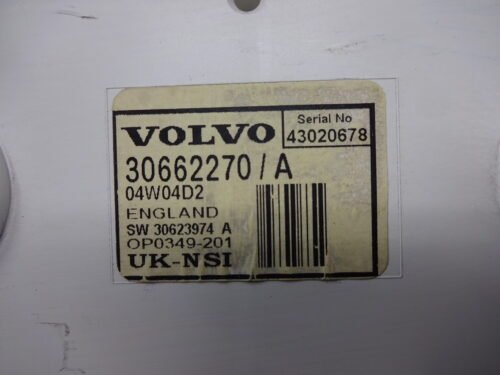 VOLVO
Serial No
43020678
30662270/A
04W04D2
ENGLAND
SW 30623974 A
OP0349-201
UK-NSI